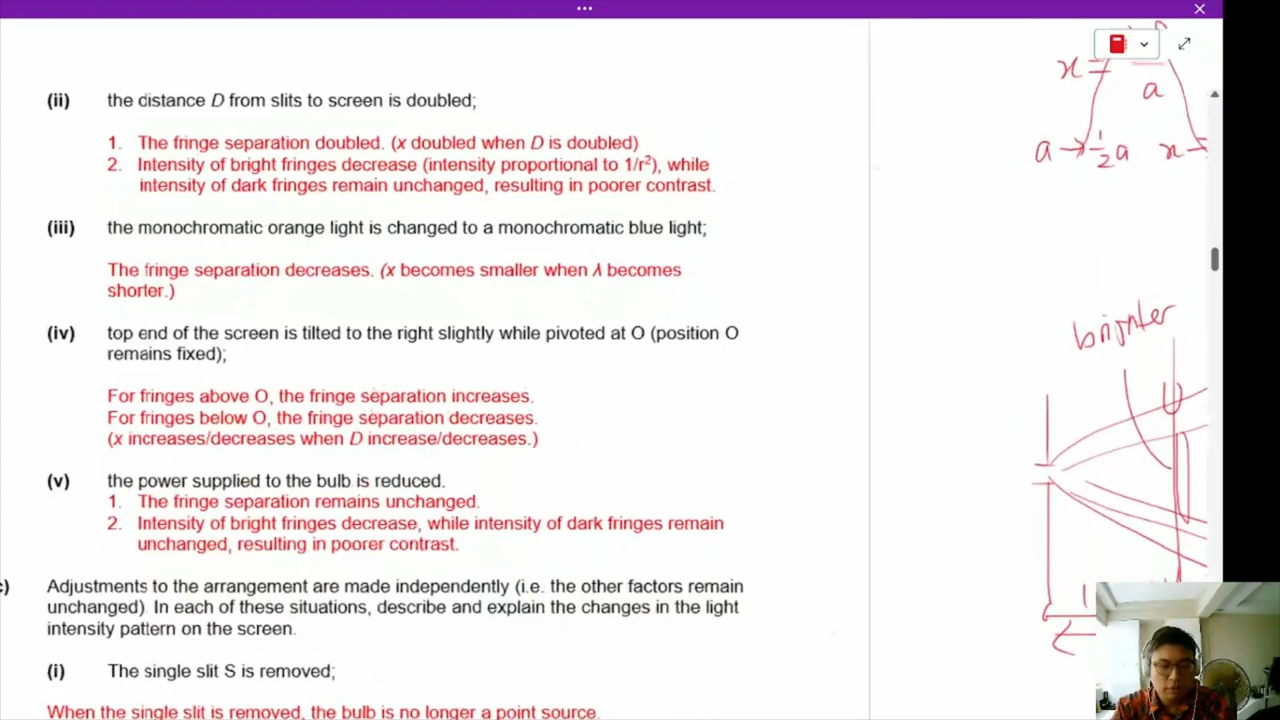 (ii) the distance D from slits to screen is doubled;
1. The fringe separation doubled. (x doubled when D is doubled)
2. Intensity of bright fringes decrease (intensity proportional to 1/r²), while
intensity of dark fringes remain unchanged, resulting in poorer contrast.
(iii) the monochromatic orange light is changed to a monochromatic blue light;
The fringe separation decreases. (x becomes smaller when λ becomes
shorter.)
(iv) top end of the screen is tilted to the right slightly while pivoted at O (position O
remains fixed);
For fringes above O, the fringe separation increases.
For fringes below O, the fringe separation decreases.
(x increases/decreases when D increase/decreases.)
(v) the power supplied to the bulb is reduced.
1. The fringe separation remains unchanged.
2. Intensity of bright fringes decrease, while intensity of dark fringes remain
unchanged, resulting in poorer contrast.
c) Adjustments to the arrangement are made independently (i.e. the other factors remain
unchanged). In each of these situations, describe and explain the changes in the light
intensity pattern on the screen.
(i) The single slit S is removed;
When the single slit is removed, the bulb is no longer a point source.
x =
a
a → 1/2 a x →
brighter